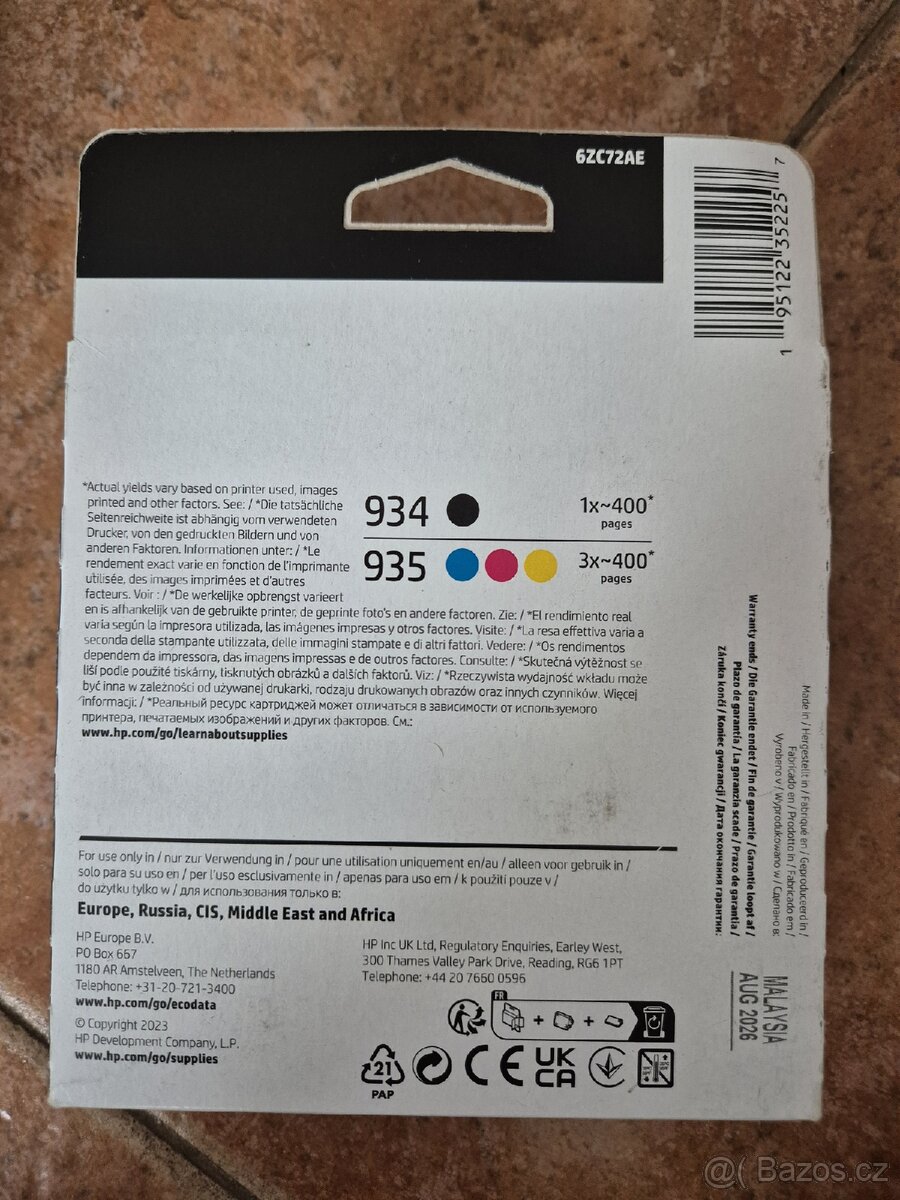 6ZC72AE
1 95122 35225 7
*Actual yields vary based on printer used, images
printed and other factors. See: / *Die tatsächliche
Seitenreichweite ist abhängig vom verwendeten
Drucker, von den gedruckten Bildern und von
anderen Faktoren. Informationen unter: / *Le
rendement exact varie en fonction de l'imprimante
utilisée, des images imprimées et d'autres
facteurs. Voir : / *De werkelijke opbrengst varieert
en is afhankelijk van de gebruikte printer, de geprinte foto's en andere factoren. Zie: / *El rendimiento real
varía según la impresora utilizada, las imágenes impresas y otros factores. Visite: / *La resa effettiva varia a
seconda della stampante utilizzata, delle immagini stampate e di altri fattori. Vedere: / *Os rendimentos
dependem da impressora, das imagens impressas e de outros factores. Consulte: / *Skutečná výtěžnost se
liší podle použité tiskárny, tisknutých obrázků a dalších faktorů. Viz: / *Rzeczywista wydajność wkładu może
być inna w zależności od używanej drukarki, rodzaju drukowanych obrazów oraz innych czynników. Więcej
informacji: / *Реальный ресурс картриджей может отличаться в зависимости от используемого
принтера, печатаемых изображений и других факторов. См.:
www.hp.com/go/learnaboutsupplies
934 1x~400*
pages
935 3x~400*
pages
For use only in / nur zur Verwendung in / pour une utilisation uniquement en/au / alleen voor gebruik in /
solo para su uso en / per l'uso esclusivamente in / apenas para uso em / k použití pouze v /
do użytku tylko w / для использования только в:
Europe, Russia, CIS, Middle East and Africa
HP Europe B.V.
PO Box 667
1180 AR Amstelveen, The Netherlands
Telephone: +31-20-721-3400
www.hp.com/go/ecodata
© Copyright 2023
HP Development Company, L.P.
www.hp.com/go/supplies
HP Inc UK Ltd, Regulatory Enquiries, Earley West,
300 Thames Valley Park Drive, Reading, RG6 1PT
Telephone: +44 20 7660 0596
FR
21
PAP
CE
UK
CA
Made in / Hergestellt in / Fabriqué en / Geproduceerd in /
Fabricado en / Prodotto in / Fabricado em /
Vyrobeno v / Wyprodukowano w / Сделано в:
MALAYSIA
Warranty ends / Die Garantie endet / Fin de garantie / Garantie loopt af /
Plazo de garantía / La garanzia scade / Prazo de garantia /
Záruka končí / Koniec gwarancji / Дата окончания гарантии:
AUG 2026
@( Bazos.cz